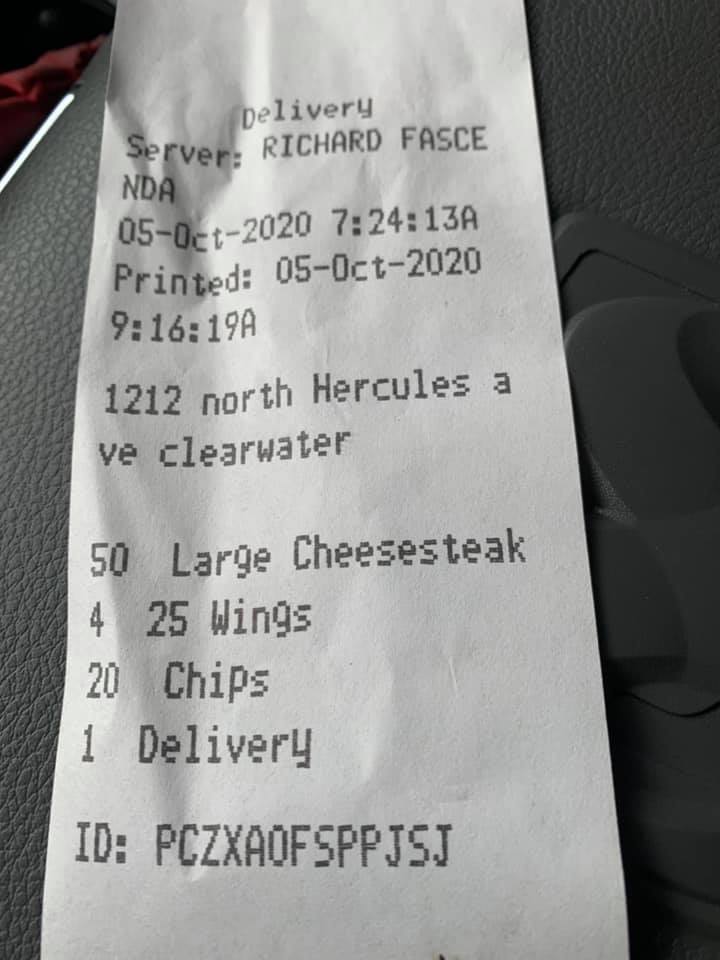 Delivery
Server: RICHARD FASCE
NDA
05-Oct-2020 7:24:13A
Printed: 05-Oct-2020
9:16:19A
1212 north Hercules a
ve clearwater
50 Large Cheesesteak
4 25 Wings
20 Chips
1 Delivery
ID: PCZXAOFSPPJSJ